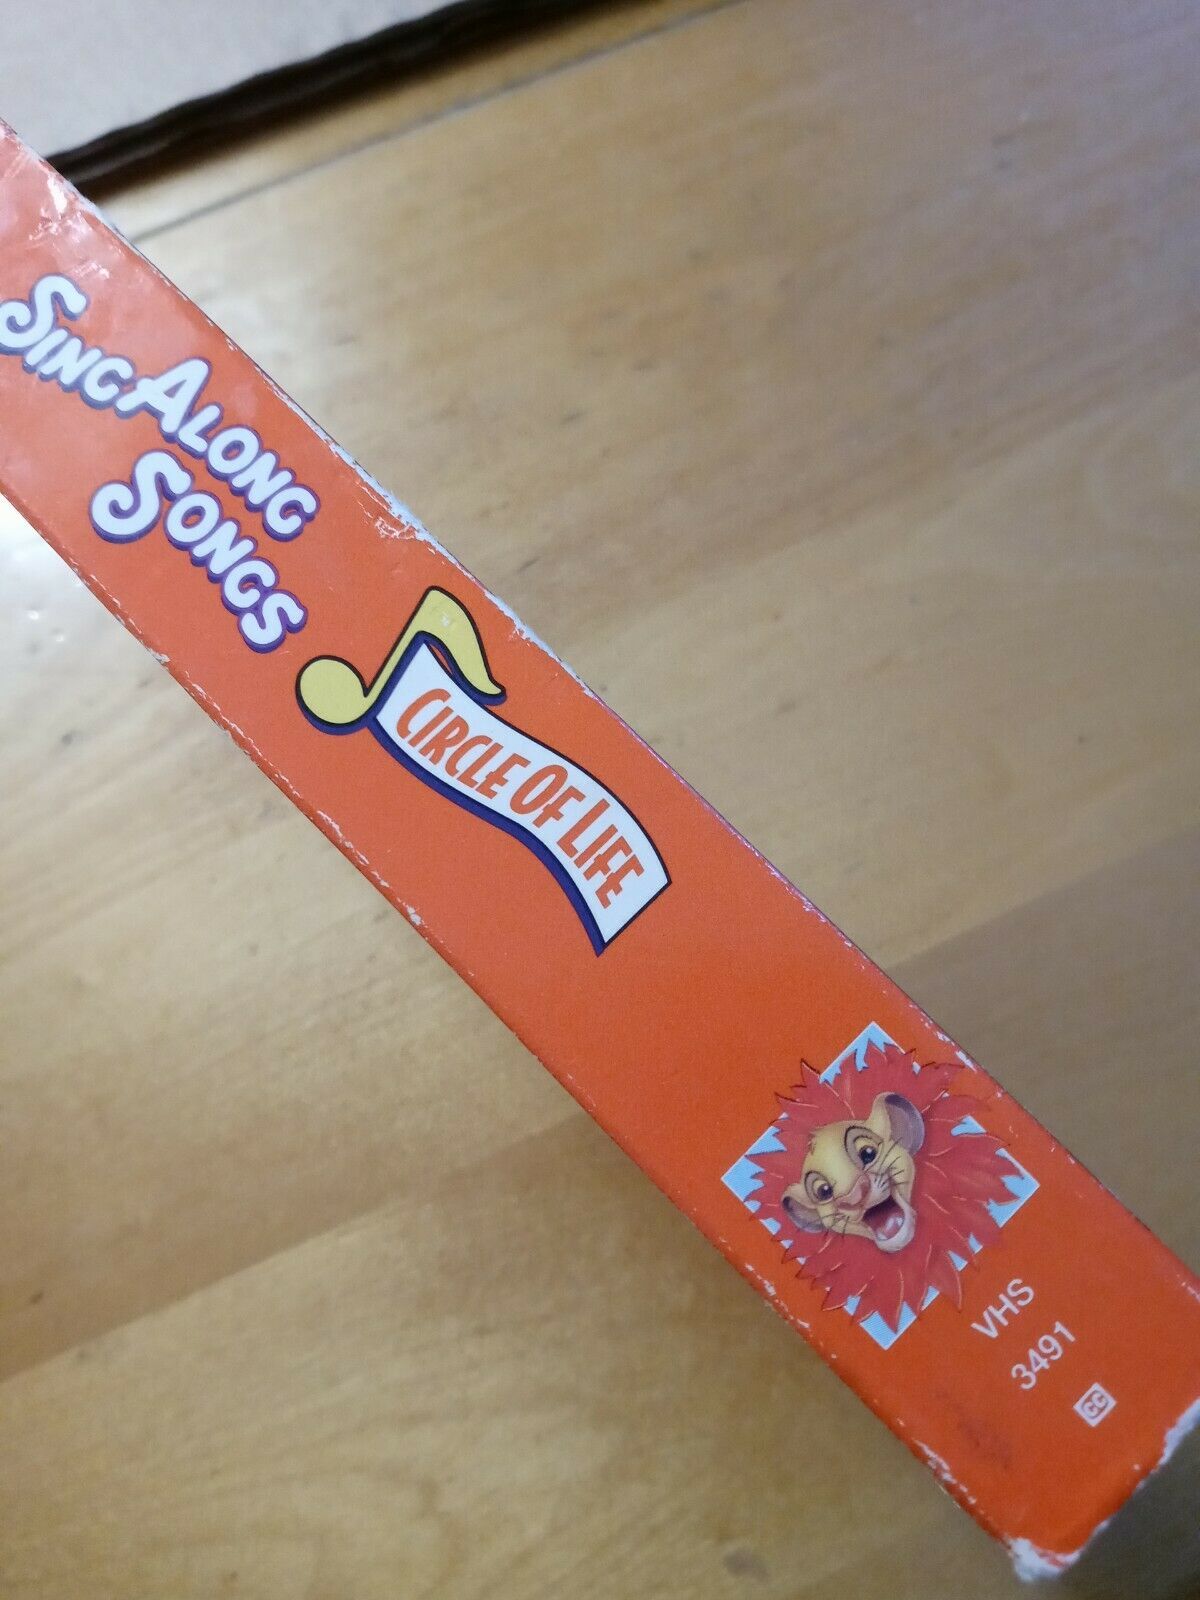 SING ALONG
SONGS
CIRCLE OF LIFE
VHS
3491
CC